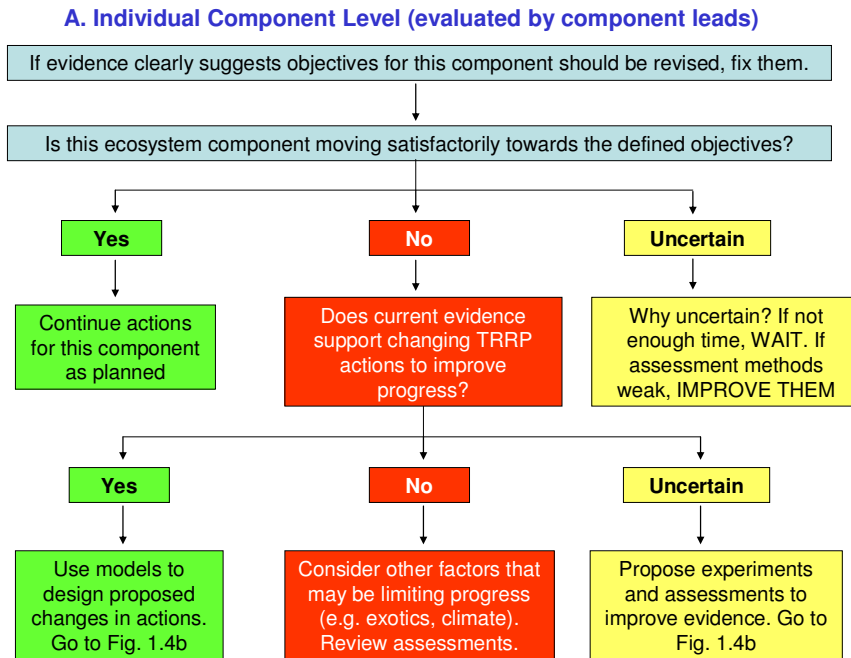 A. Individual Component Level (evaluated by component leads)
If evidence clearly suggests objectives for this component should be revised, fix them.
Is this ecosystem component moving satisfactorily towards the defined objectives?
Yes
No
Uncertain
Continue actions
for this component
as planned
Does current evidence
support changing TRRP
actions to improve
progress?
Why uncertain? If not
enough time, WAIT. If
assessment methods
weak, IMPROVE THEM
Yes
No
Uncertain
Use models to
design proposed
changes in actions.
Go to Fig. 1.4b
Consider other factors that
may be limiting progress
(e.g. exotics, climate).
Review assessments.
Propose experiments
and assessments to
improve evidence. Go to
Fig. 1.4b